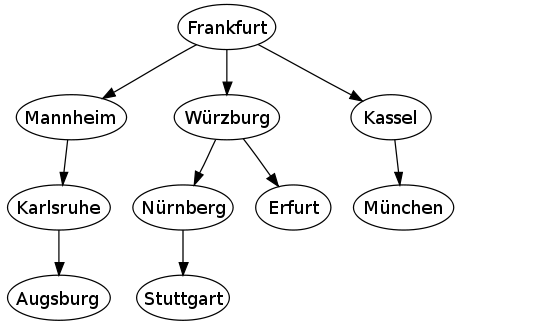 Frankfurt
Mannheim
Würzburg
Kassel
Karlsruhe
Nürnberg
Erfurt
München
Augsburg
Stuttgart